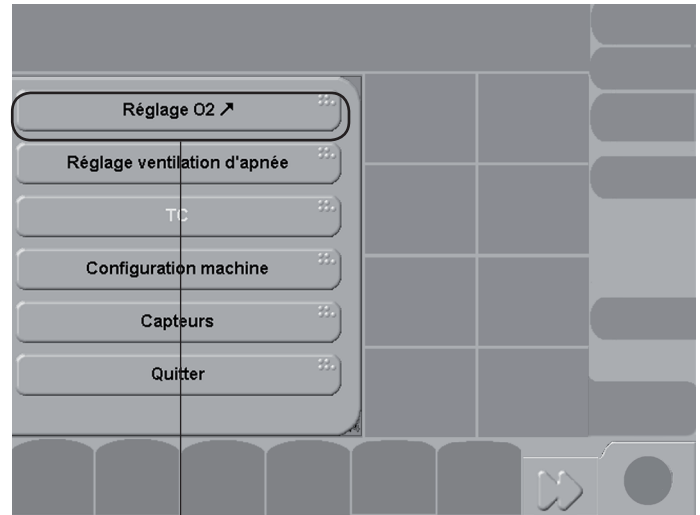 Réglage O2 ↗
Réglage ventilation d'apnée
TC
Configuration machine
Capteurs
Quitter